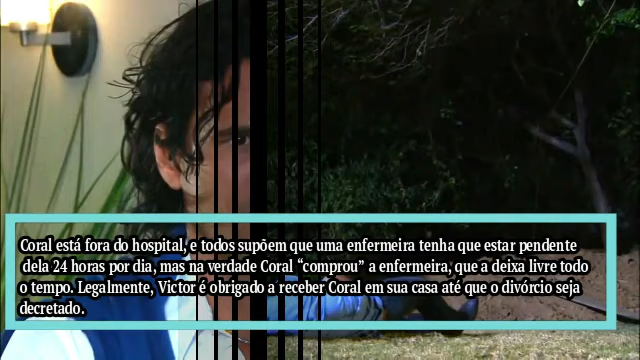 Coral está fora do hospital, e todos supõem que uma enfermeira tenha que estar pendente
dela 24 horas por dia, mas na verdade Coral “comprou” a enfermeira, que a deixa livre todo
o tempo. Legalmente, Victor é obrigado a receber Coral em sua casa até que o divórcio seja
decretado.